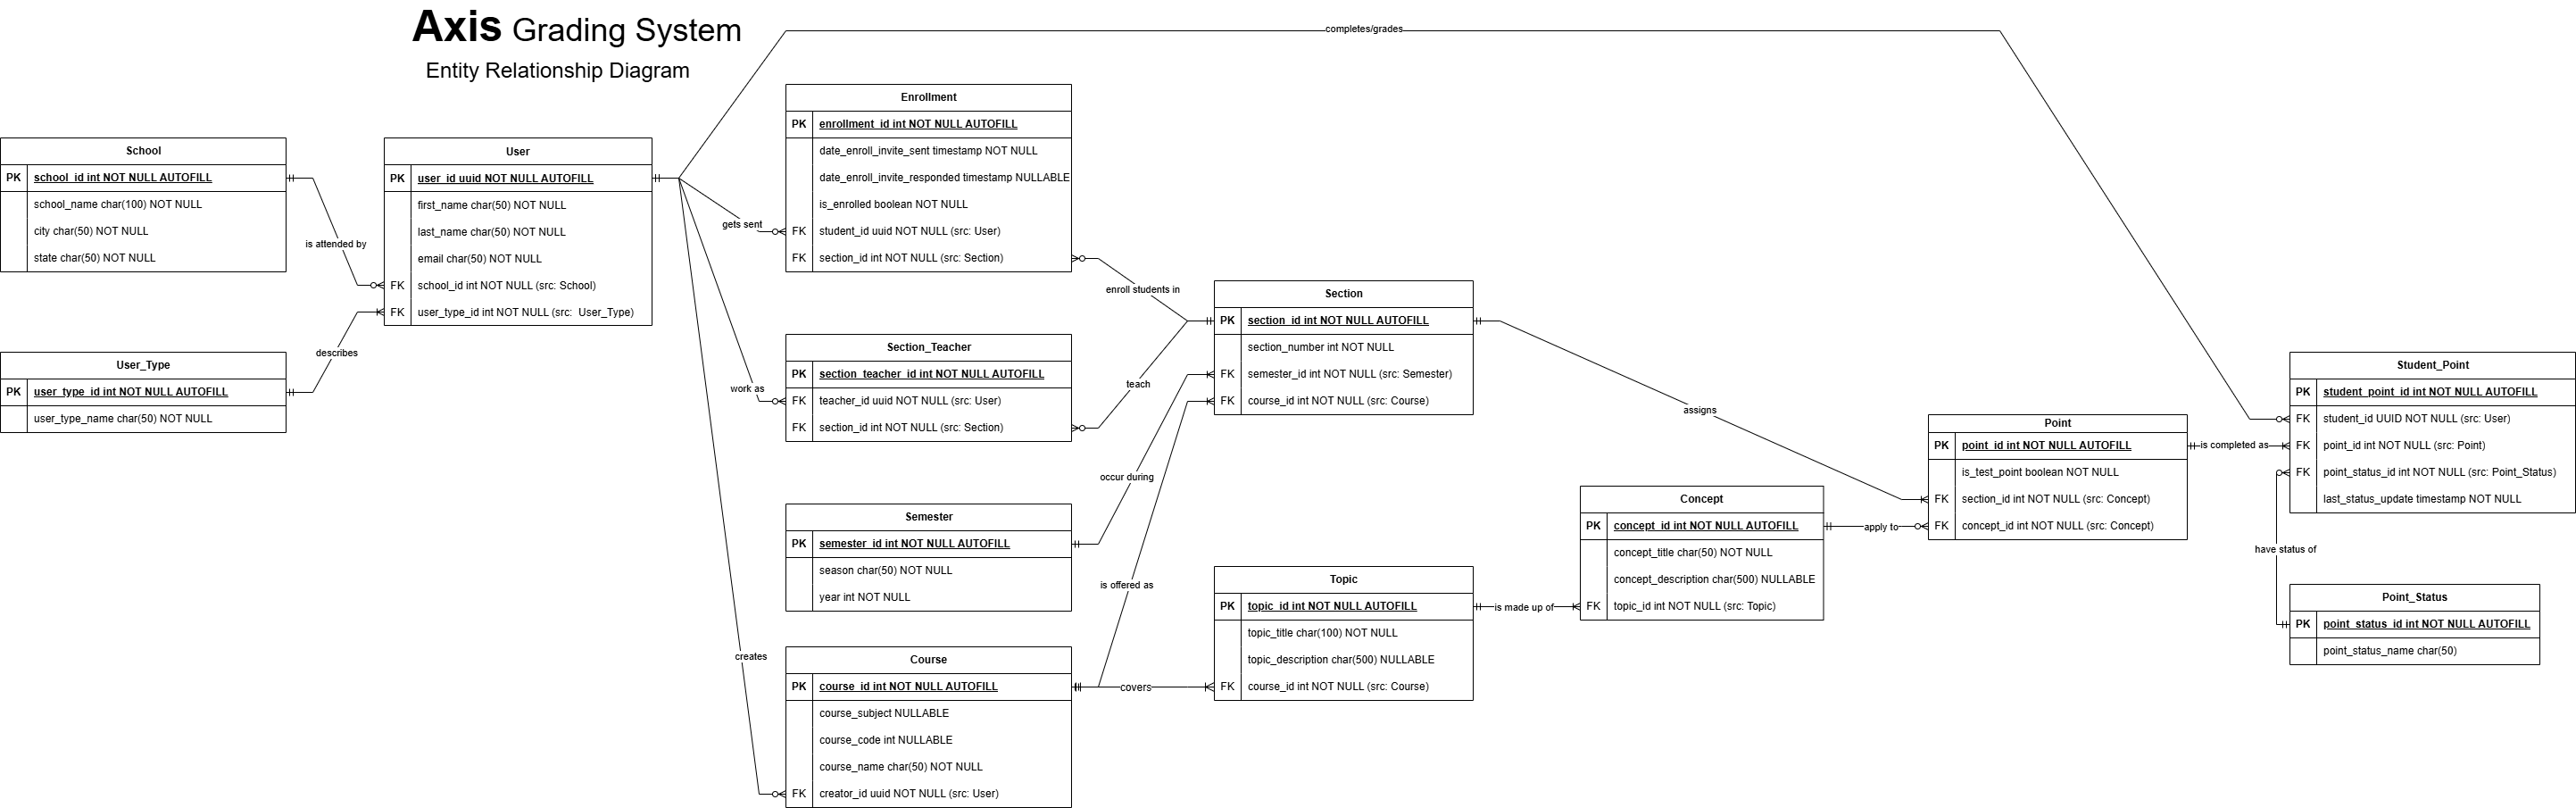 Axis Grading System
Entity Relationship Diagram
completes/grades
School
PK school_id int NOT NULL AUTOFILL
school_name char(100) NOT NULL
city char(50) NOT NULL
state char(50) NOT NULL
is attended by
User_Type
PK user_type_id int NOT NULL AUTOFILL
user_type_name char(50) NOT NULL
describes
User
PK user_id uuid NOT NULL AUTOFILL
first_name char(50) NOT NULL
last_name char(50) NOT NULL
email char(50) NOT NULL
FK school_id int NOT NULL (src: School)
FK user_type_id int NOT NULL (src: User_Type)
gets sent
work as
creates
Enrollment
PK enrollment_id int NOT NULL AUTOFILL
date_enroll_invite_sent timestamp NOT NULL
date_enroll_invite_responded timestamp NULLABLE
is_enrolled boolean NOT NULL
FK student_id uuid NOT NULL (src: User)
FK section_id int NOT NULL (src: Section)
enroll students in
Section_Teacher
PK section_teacher_id int NOT NULL AUTOFILL
FK teacher_id uuid NOT NULL (src: User)
FK section_id int NOT NULL (src: Section)
teach
Semester
PK semester_id int NOT NULL AUTOFILL
season char(50) NOT NULL
year int NOT NULL
occur during
Course
PK course_id int NOT NULL AUTOFILL
course_subject NULLABLE
course_code int NULLABLE
course_name char(50) NOT NULL
FK creator_id uuid NOT NULL (src: User)
is offered as
covers
Section
PK section_id int NOT NULL AUTOFILL
section_number int NOT NULL
FK semester_id int NOT NULL (src: Semester)
FK course_id int NOT NULL (src: Course)
assigns
Topic
PK topic_id int NOT NULL AUTOFILL
topic_title char(100) NOT NULL
topic_description char(500) NULLABLE
FK course_id int NOT NULL (src: Course)
is made up of
Concept
PK concept_id int NOT NULL AUTOFILL
concept_title char(50) NOT NULL
concept_description char(500) NULLABLE
FK topic_id int NOT NULL (src: Topic)
apply to
Point
PK point_id int NOT NULL AUTOFILL
is_test_point boolean NOT NULL
FK section_id int NOT NULL (src: Concept)
FK concept_id int NOT NULL (src: Concept)
is completed as
Student_Point
PK student_point_id int NOT NULL AUTOFILL
FK student_id UUID NOT NULL (src: User)
FK point_id int NOT NULL (src: Point)
FK point_status_id int NOT NULL (src: Point_Status)
last_status_update timestamp NOT NULL
have status of
Point_Status
PK point_status_id int NOT NULL AUTOFILL
point_status_name char(50)